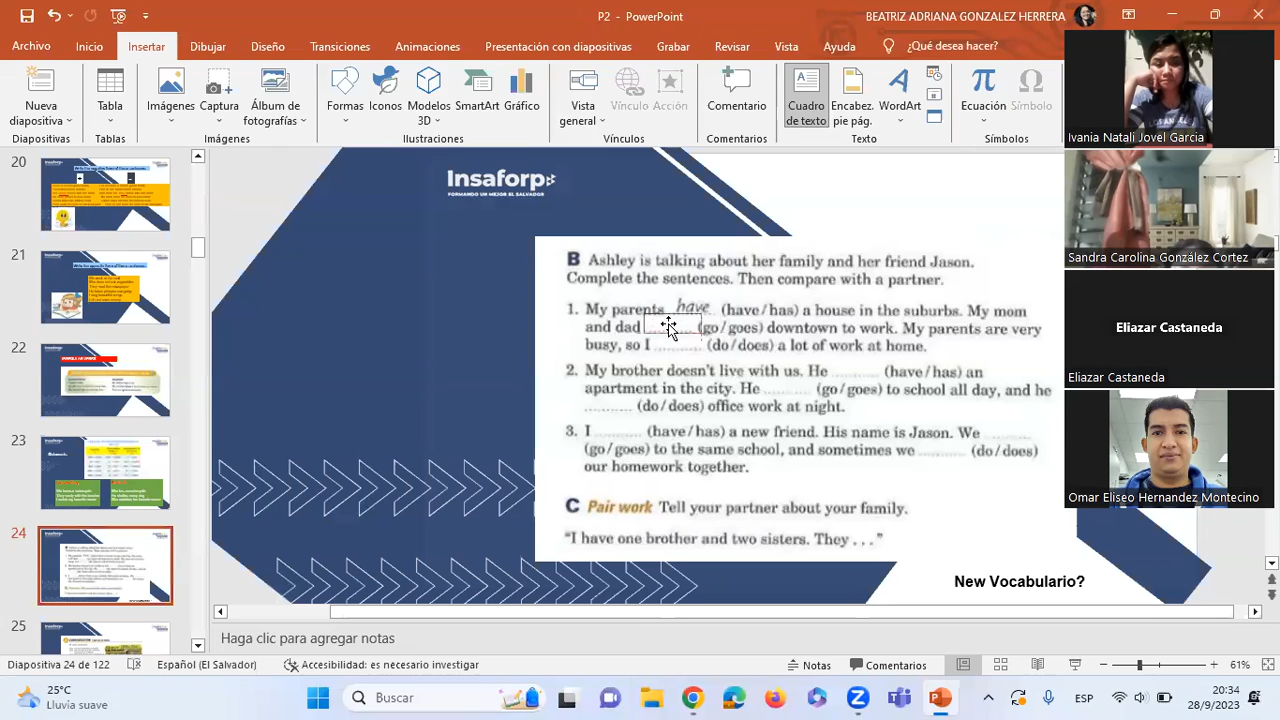 P2 - PowerPoint
BEATRIZ ADRIANA GONZALEZ HERRERA
Archivo Inicio Insertar Dibujar Diseño Transiciones Animaciones Presentación con diapositivas Grabar Revisar Vista Ayuda ¿Qué desea hacer?
Nueva diapositiva
Tabla
Imágenes
Captura
Álbum de fotografías
Formas
Iconos
Modelos 3D
SmartArt
Gráfico
Vista general
Vínculo
Acción
Comentario
Cuadro de texto
Encabez. pie pág.
WordArt
Ecuación
Símbolo
Diapositivas
Tablas
Imágenes
Ilustraciones
Vínculos
Comentarios
Texto
Símbolos
20
21
22
23
24
25
Insaforp
FORMANDO UN MEJOR EL SALVADOR
B Ashley is talking about her family and her friend Jason.
Complete the sentences. Then compare with a partner.
1. My parents have (have/has) a house in the suburbs. My mom
and dad (go/goes) downtown to work. My parents are very
busy, so I (do/does) a lot of work at home.
2. My brother doesn't live with us. He (have/has) an
apartment in the city. He (go/goes) to school all day, and he
(do/does) office work at night.
3. I (have/has) a new friend. His name is Jason. We
(go/goes) to the same school, and sometimes we (do/does)
our homework together.
C Pair work Tell your partner about your family.
"I have one brother and two sisters. They . . ."
New Vocabulario?
Ivania Natali Jovel Garcia
Sandra Carolina González Cortez
Eliazar Castaneda
Eliazar Castaneda
Omar Eliseo Hernandez Montecino
Haga clic para agregar notas
Diapositiva 24 de 122
Español (El Salvador)
Accesibilidad: es necesario investigar
Notas
Comentarios
61%
25°C
Lluvia suave
Buscar
ESP
20:34
28/9/2023